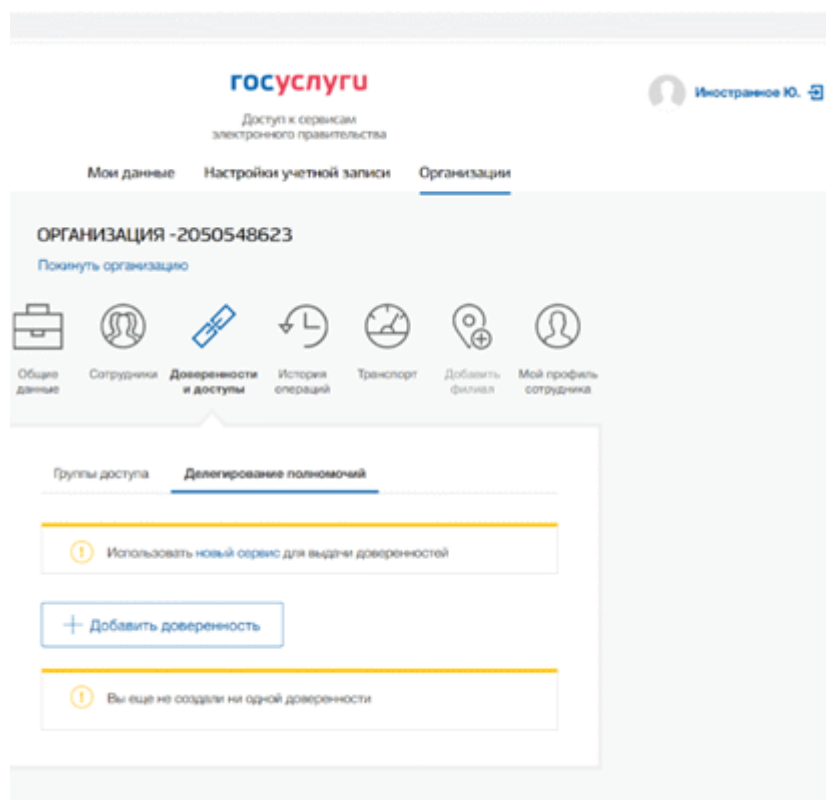 госуслуги
Иностранное Ю.
Доступ к сервисам
электронного правительства
Мои данные Настройки учетной записи Организации
ОРГАНИЗАЦИЯ -2050548623
Покинуть организацию
Общие данные
Сотрудники
Доверенности и доступы
История операций
Транспорт
Добавить филиал
Мой профиль сотрудника
Группы доступа Делегирование полномочий
Использовать новый сервис для выдачи доверенностей
Добавить доверенность
Вы еще не создали ни одной доверенности